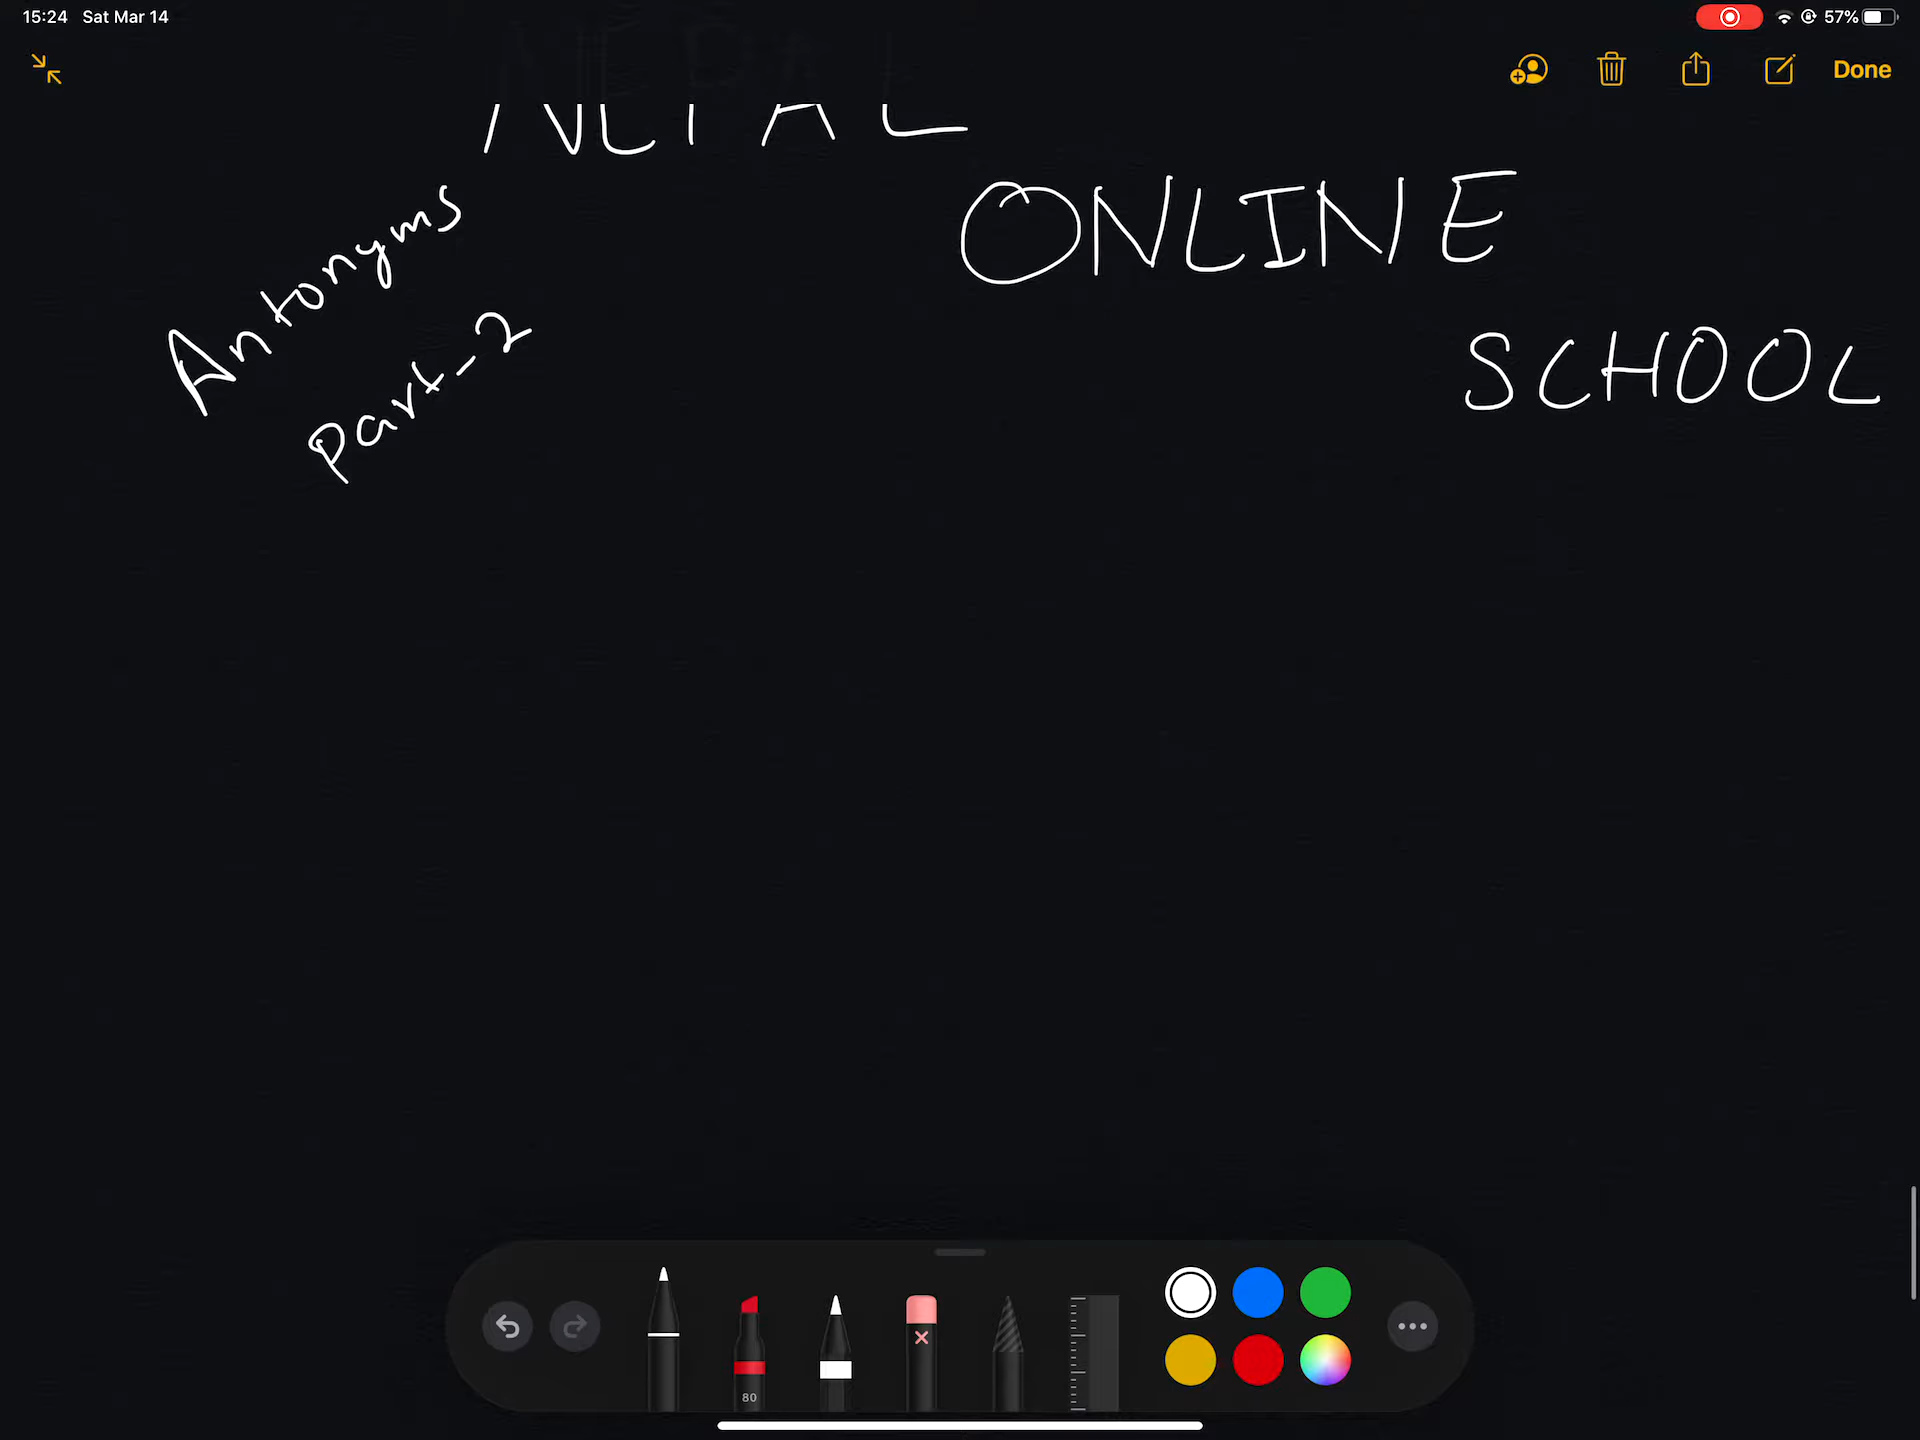 15:24 Sat Mar 14
57%
Done
NEPAL
ONLINE
SCHOOL
Antonyms
Part-2
80